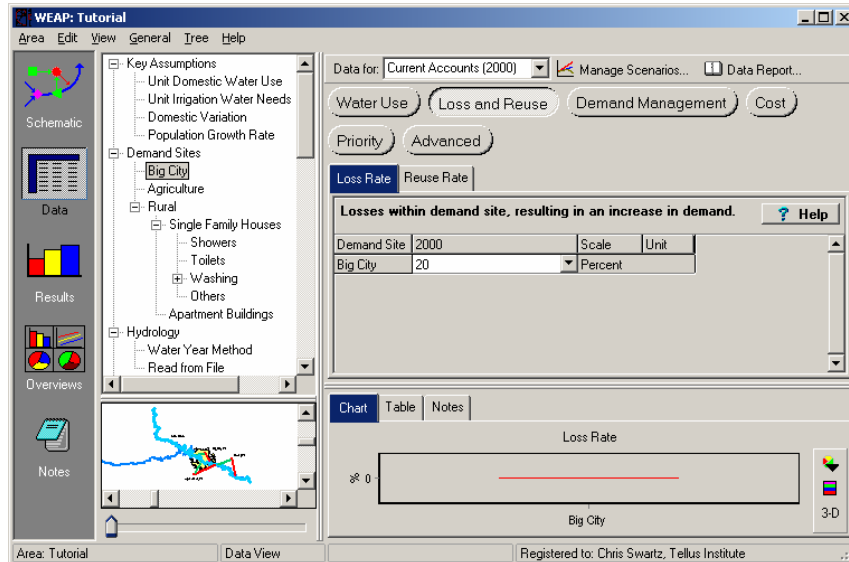 WEAP: Tutorial
Area Edit View General Tree Help
Schematic
Data
Results
Overviews
Notes
Key Assumptions
Unit Domestic Water Use
Unit Irrigation Water Needs
Domestic Variation
Population Growth Rate
Demand Sites
Big City
Agriculture
Rural
Single Family Houses
Showers
Toilets
Washing
Others
Apartment Buildings
Hydrology
Water Year Method
Read from File
Data for: Current Accounts (2000) Manage Scenarios... Data Report...
Water Use Loss and Reuse Demand Management Cost
Priority Advanced
Loss Rate Reuse Rate
Losses within demand site, resulting in an increase in demand. ? Help
Demand Site 2000 Scale Unit
Big City 20 Percent
Chart Table Notes
Loss Rate
% 0
Big City
3-D
Area: Tutorial Data View Registered to: Chris Swartz, Tellus Institute